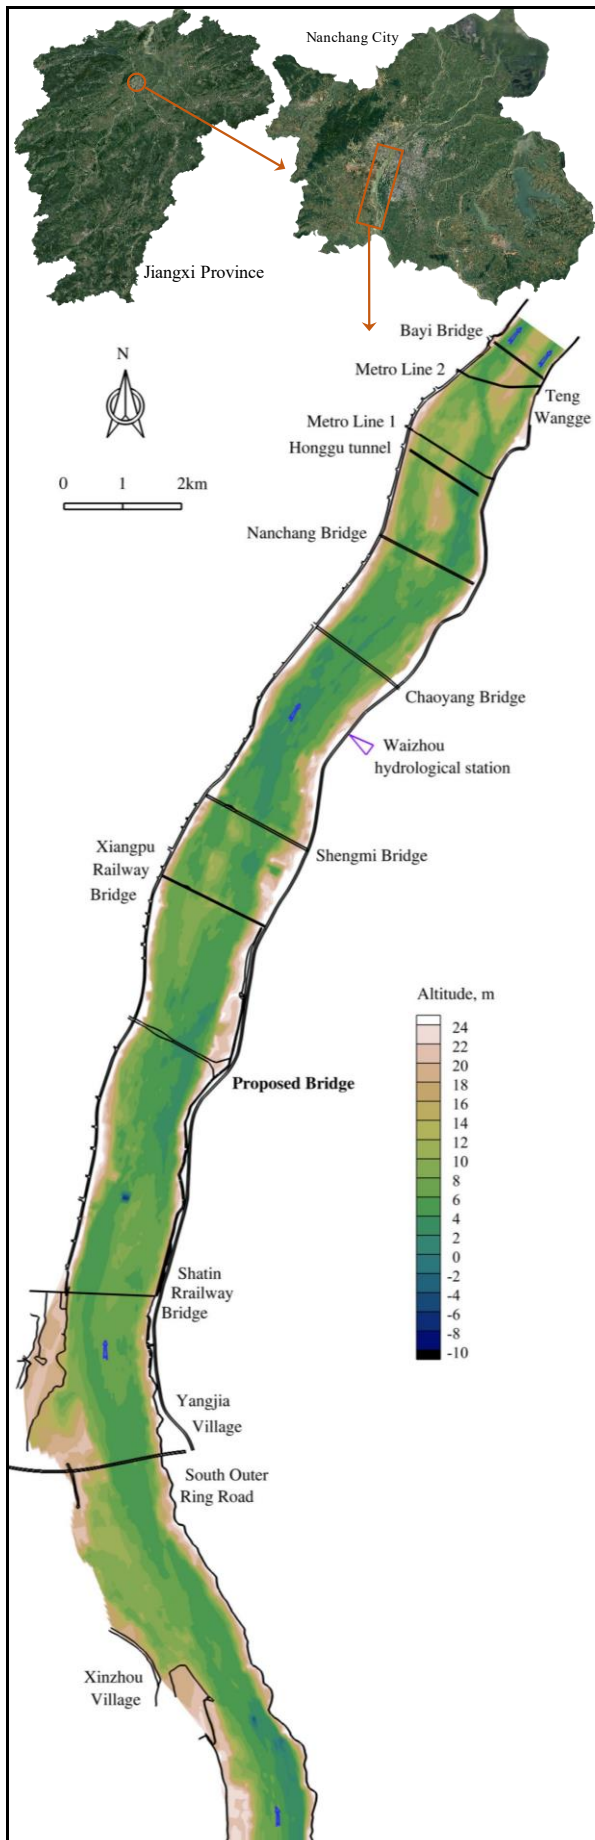 Nanchang City
Jiangxi Province
Bayi Bridge
Metro Line 2
Teng
Wangge
N
Metro Line 1
Honggu tunnel
0 1 2km
Nanchang Bridge
Chaoyang Bridge
Waizhou
hydrological station
Xiangpu
Railway
Bridge
Shengmi Bridge
Altitude, m
24
22
20
18
16
14
12
10
8
6
4
2
0
-2
-4
-6
-8
-10
Proposed Bridge
Shatin
Rrailway
Bridge
Yangjia
Village
South Outer
Ring Road
Xinzhou
Village